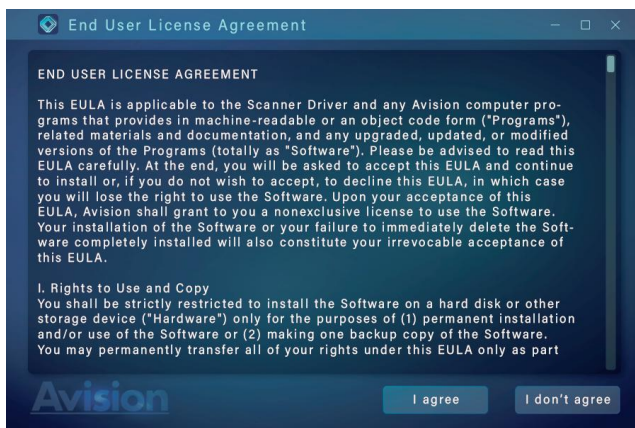 End User License Agreement
END USER LICENSE AGREEMENT
This EULA is applicable to the Scanner Driver and any Avision computer pro-
grams that provides in machine-readable or an object code form ("Programs"),
related materials and documentation, and any upgraded, updated, or modified
versions of the Programs (totally as "Software"). Please be advised to read this
EULA carefully. At the end, you will be asked to accept this EULA and continue
to install or, if you do not wish to accept, to decline this EULA, in which case
you will lose the right to use the Software. Upon your acceptance of this
EULA, Avision shall grant to you a nonexclusive license to use the Software.
Your installation of the Software or your failure to immediately delete the Soft-
ware completely installed will also constitute your irrevocable acceptance of
this EULA.
I. Rights to Use and Copy
You shall be strictly restricted to install the Software on a hard disk or other
storage device ("Hardware") only for the purposes of (1) permanent installation
and/or use of the Software or (2) making one backup copy of the Software.
You may permanently transfer all of your rights under this EULA only as part
Avision
I agree
I don't agree